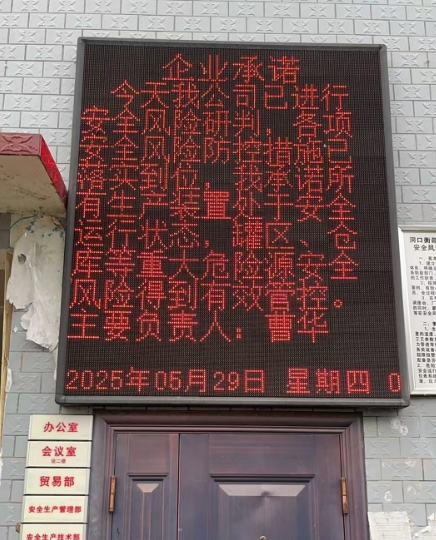 企业承诺
今天我公司已进行
安全风险研判，各项
安全风险防控措施已
落实到位，我承诺所
有生产装置处于安全
运行状态，罐区、仓
库等重大危险源安全
风险得到有效管控。
主要负责人：曹华
2025年05月29日 星期四 0
办公室
会议室
贸易部
安全生产管理部
安全生产技术部